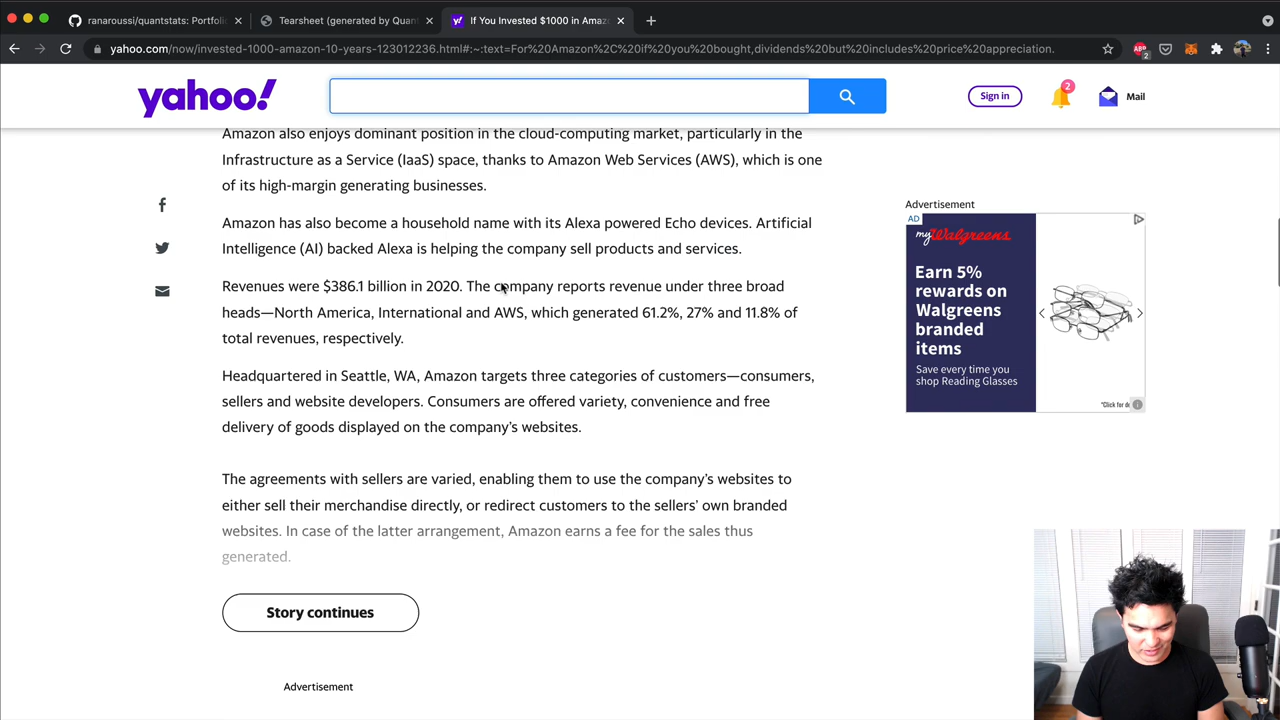 ranaroussi/quantstats: Portfoli
Tearsheet (generated by Quant
If You Invested $1000 in Amazo
yahoo.com/now/invested-1000-amazon-10-years-123012236.html#:~:text=For%20Amazon%2C%20if%20you%20bought,dividends%20but%20includes%20price%20appreciation.
2
yahoo!
Sign in
2
Mail
Amazon also enjoys dominant position in the cloud-computing market, particularly in the
Infrastructure as a Service (IaaS) space, thanks to Amazon Web Services (AWS), which is one
of its high-margin generating businesses.
Amazon has also become a household name with its Alexa powered Echo devices. Artificial
Intelligence (AI) backed Alexa is helping the company sell products and services.
Revenues were $386.1 billion in 2020. The company reports revenue under three broad
heads—North America, International and AWS, which generated 61.2%, 27% and 11.8% of
total revenues, respectively.
Headquartered in Seattle, WA, Amazon targets three categories of customers—consumers,
sellers and website developers. Consumers are offered variety, convenience and free
delivery of goods displayed on the company's websites.
The agreements with sellers are varied, enabling them to use the company's websites to
either sell their merchandise directly, or redirect customers to the sellers' own branded
websites. In case of the latter arrangement, Amazon earns a fee for the sales thus
generated.
Story continues
Advertisement
Advertisement
AD
myWalgreens
Earn 5%
rewards on
Walgreens
branded
items
Save every time you
shop Reading Glasses
*Click for de